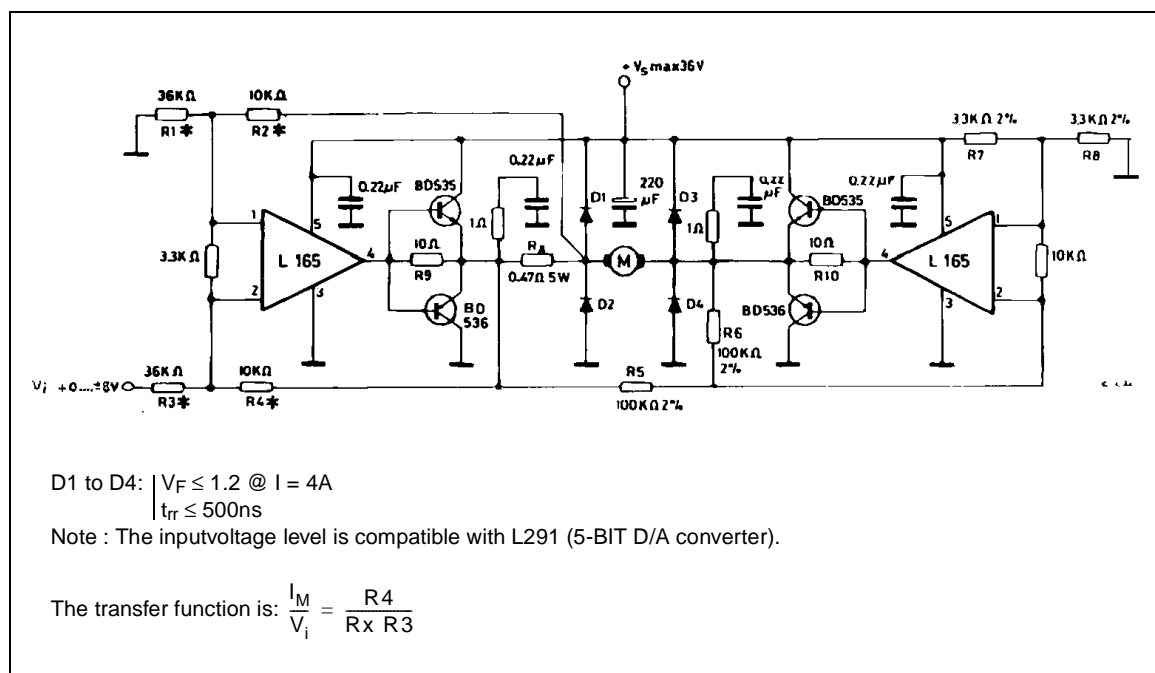 + Vs max 36V
36KΩ
R1*
10KΩ
R2*
3.3KΩ 2%
R7
3.3KΩ 2%
R8
0.22µF
BD535
0.22µF
1Ω
D1
220 µF
D3
1Ω
0.22 µF
BD535
0.22µF
1
5
L 165
4
2
3
3.3KΩ
10Ω
R9
Rx
0.47Ω 5W
M
10Ω
R10
4
L 165
5
1
2
3
10KΩ
BD 536
D2
D4
R6
100KΩ 2%
BD536
Vi +0....±8V
36KΩ
R3*
10KΩ
R4*
R5
100KΩ 2%
D1 to D4: VF ≤ 1.2 @ I = 4A
trr ≤ 500ns
Note : The inputvoltage level is compatible with L291 (5-BIT D/A converter).
The transfer function is: IM / Vi = R4 / Rx R3